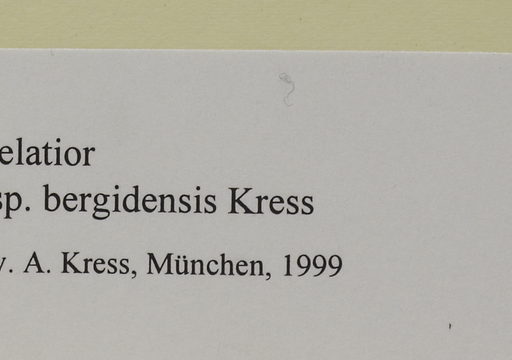 elatior
sp. bergidensis Kress
v. A. Kress, München, 1999